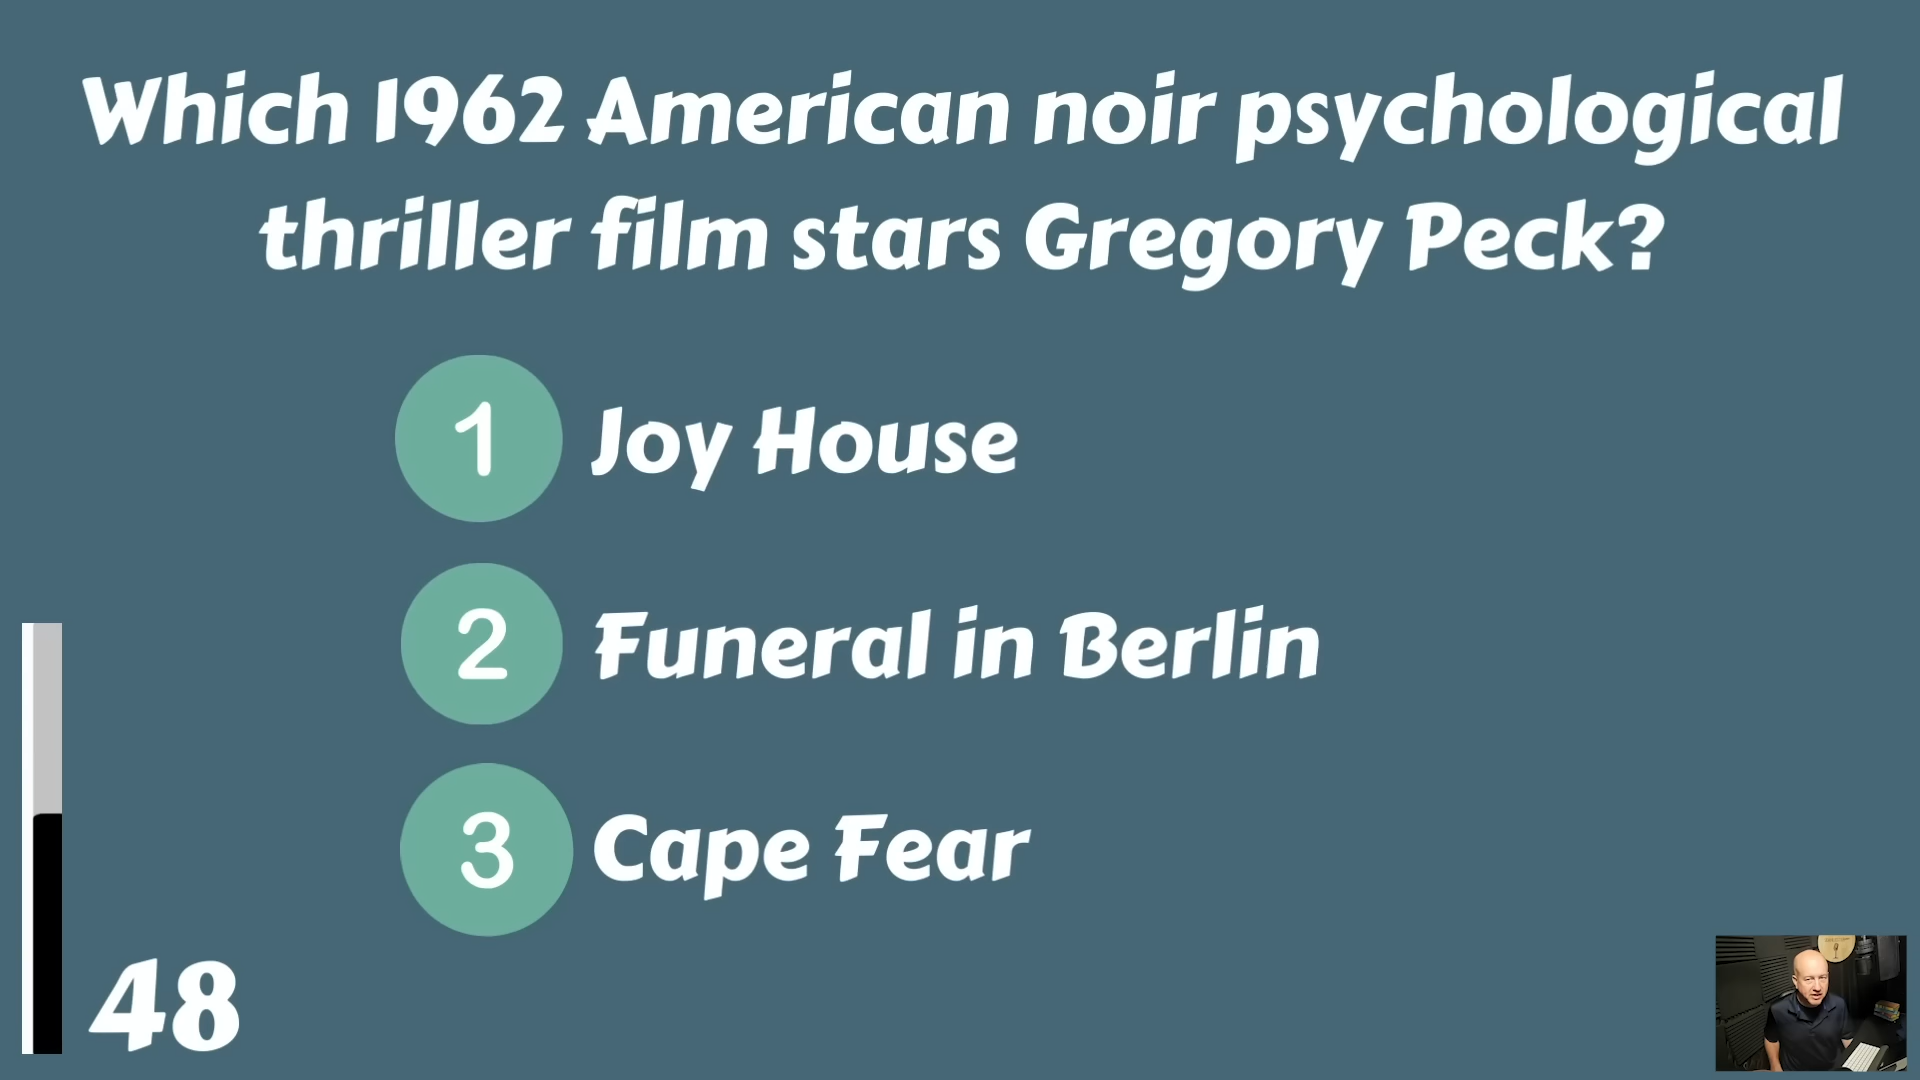 Which 1962 American noir psychological
thriller film stars Gregory Peck?
1 Joy House
2 Funeral in Berlin
3 Cape Fear
48